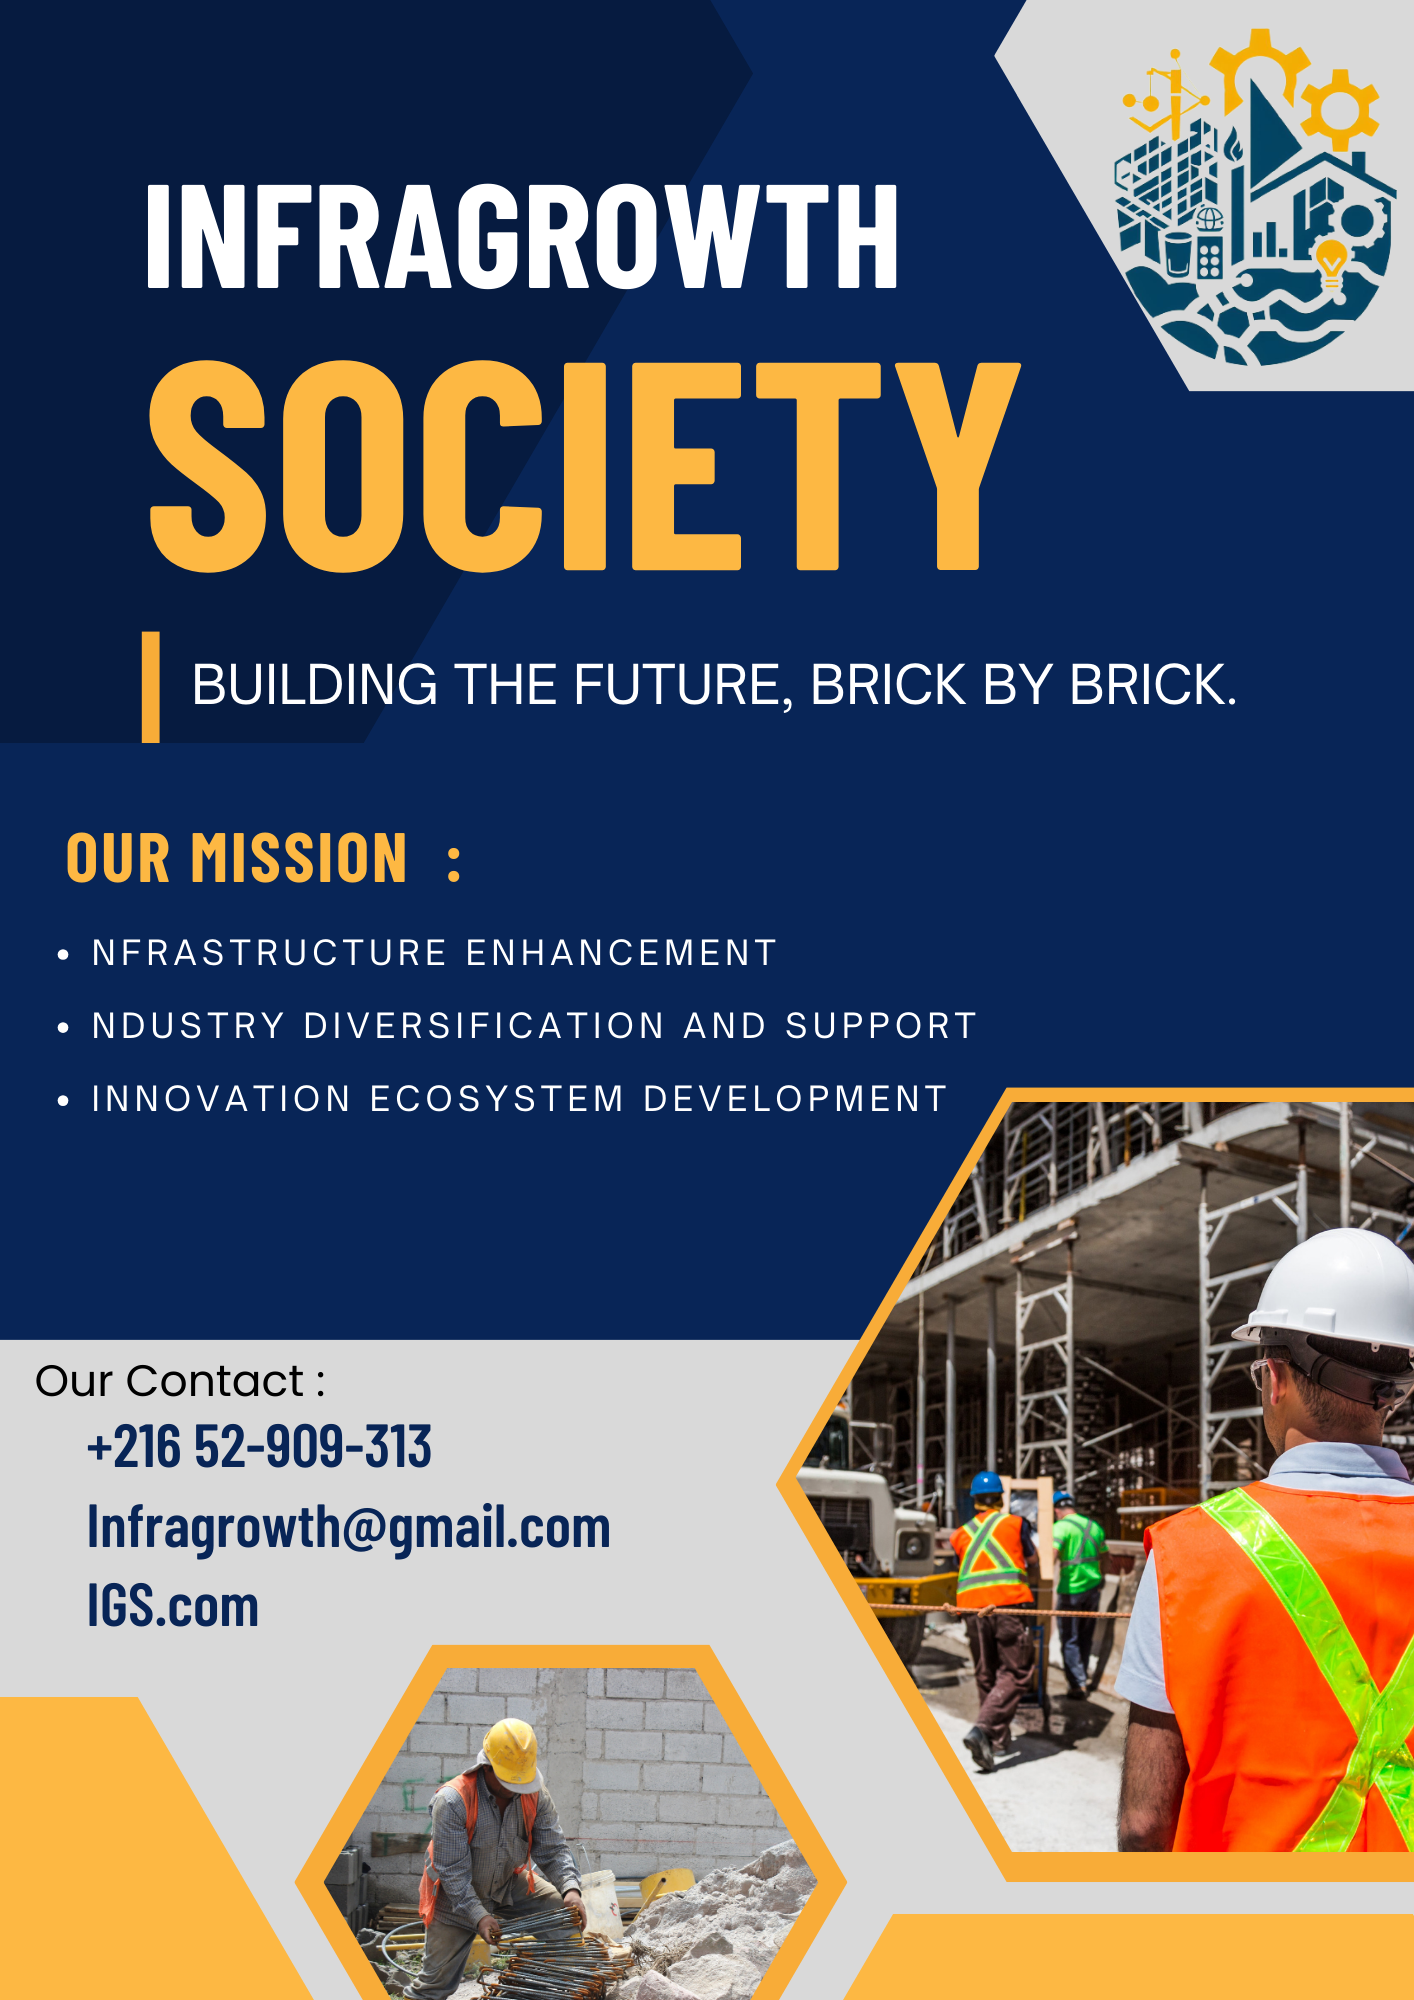 INFRAGROWTH
SOCIETY
BUILDING THE FUTURE, BRICK BY BRICK.
OUR MISSION :
• NFRASTRUCTURE ENHANCEMENT
• NDUSTRY DIVERSIFICATION AND SUPPORT
• INNOVATION ECOSYSTEM DEVELOPMENT
Our Contact :
+216 52-909-313
Infragrowth@gmail.com
IGS.com